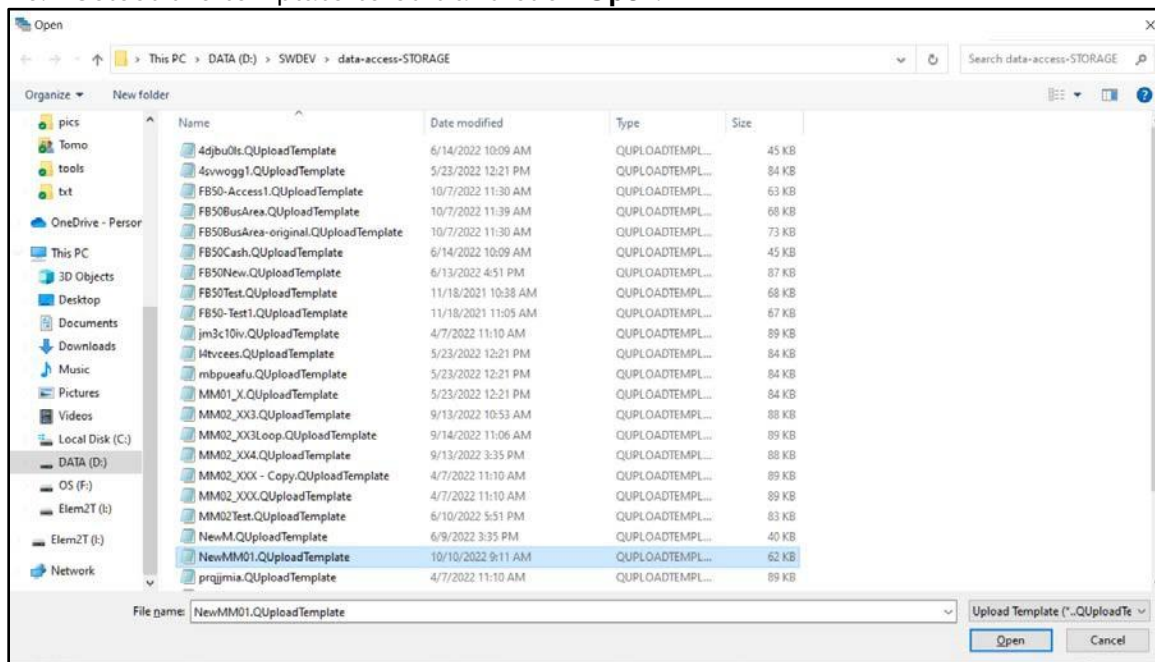 Open
This PC > DATA (D:) > SWDEV > data-access-STORAGE
Search data-access-STORAGE
Organize
New folder
pics
Tomo
tools
txt
OneDrive - Person
This PC
3D Objects
Desktop
Documents
Downloads
Music
Pictures
Videos
Local Disk (C:)
DATA (D:)
OS (F:)
Elem2T (I:)
Elem2T (I:)
Network
Name Date modified Type Size
4djbu0ls.QUploadTemplate 6/14/2022 10:09 AM QUPLOADTEMPL... 45 KB
4svwogg1.QUploadTemplate 5/23/2022 12:21 PM QUPLOADTEMPL... 84 KB
FB50-Access1.QUploadTemplate 10/7/2022 11:30 AM QUPLOADTEMPL... 63 KB
FB50BusArea.QUploadTemplate 10/7/2022 11:39 AM QUPLOADTEMPL... 68 KB
FB50BusArea-original.QUploadTemplate 10/7/2022 11:30 AM QUPLOADTEMPL... 73 KB
FB50Cash.QUploadTemplate 6/14/2022 10:09 AM QUPLOADTEMPL... 45 KB
FB50New.QUploadTemplate 6/13/2022 4:51 PM QUPLOADTEMPL... 87 KB
FB50Test.QUploadTemplate 11/18/2021 10:38 AM QUPLOADTEMPL... 68 KB
FB50-Test1.QUploadTemplate 11/18/2021 11:05 AM QUPLOADTEMPL... 67 KB
jm3c10iv.QUploadTemplate 4/7/2022 11:10 AM QUPLOADTEMPL... 89 KB
l4tvcees.QUploadTemplate 5/23/2022 12:21 PM QUPLOADTEMPL... 84 KB
mbpueafu.QUploadTemplate 5/23/2022 12:21 PM QUPLOADTEMPL... 84 KB
MM01_X.QUploadTemplate 5/23/2022 12:21 PM QUPLOADTEMPL... 84 KB
MM02_XX3.QUploadTemplate 9/13/2022 10:53 AM QUPLOADTEMPL... 88 KB
MM02_XX3Loop.QUploadTemplate 9/14/2022 11:06 AM QUPLOADTEMPL... 89 KB
MM02_XX4.QUploadTemplate 9/13/2022 3:35 PM QUPLOADTEMPL... 88 KB
MM02_XXX - Copy.QUploadTemplate 4/7/2022 11:10 AM QUPLOADTEMPL... 89 KB
MM02_XXX.QUploadTemplate 4/7/2022 11:10 AM QUPLOADTEMPL... 89 KB
MM02Test.QUploadTemplate 6/10/2022 5:51 PM QUPLOADTEMPL... 83 KB
NewM.QUploadTemplate 6/9/2022 3:35 PM QUPLOADTEMPL... 40 KB
NewMM01.QUploadTemplate 10/10/2022 9:11 AM QUPLOADTEMPL... 62 KB
prqjjmia.QUploadTemplate 4/7/2022 11:10 AM QUPLOADTEMPL... 89 KB
File name: NewMM01.QUploadTemplate
Upload Template ("..QUploadTe
Open Cancel